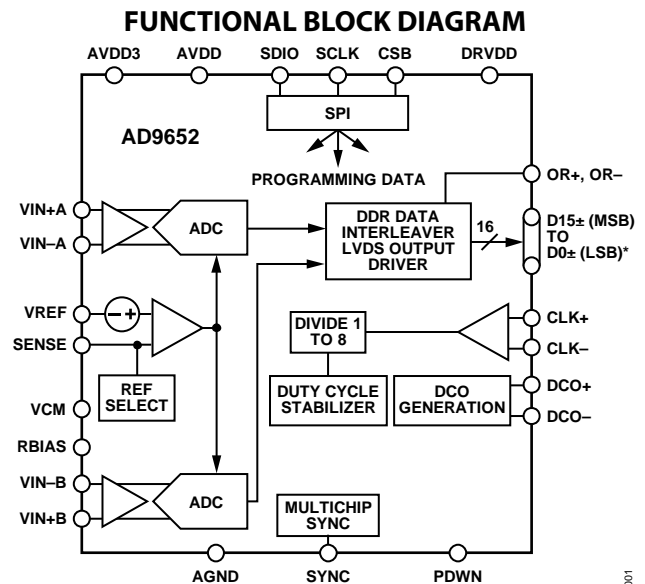 FUNCTIONAL BLOCK DIAGRAM
AVDD3 AVDD SDIO SCLK CSB DRVDD
SPI
AD9652
PROGRAMMING DATA
OR+, OR–
VIN+A
VIN–A
ADC
DDR DATA
INTERLEAVER
LVDS OUTPUT
DRIVER
16
D15± (MSB)
TO
D0± (LSB)*
VREF
– +
SENSE
REF
SELECT
DIVIDE 1
TO 8
CLK+
CLK–
DUTY CYCLE
STABILIZER
DCO
GENERATION
DCO+
DCO–
VCM
RBIAS
VIN–B
VIN+B
ADC
MULTICHIP
SYNC
AGND SYNC PDWN